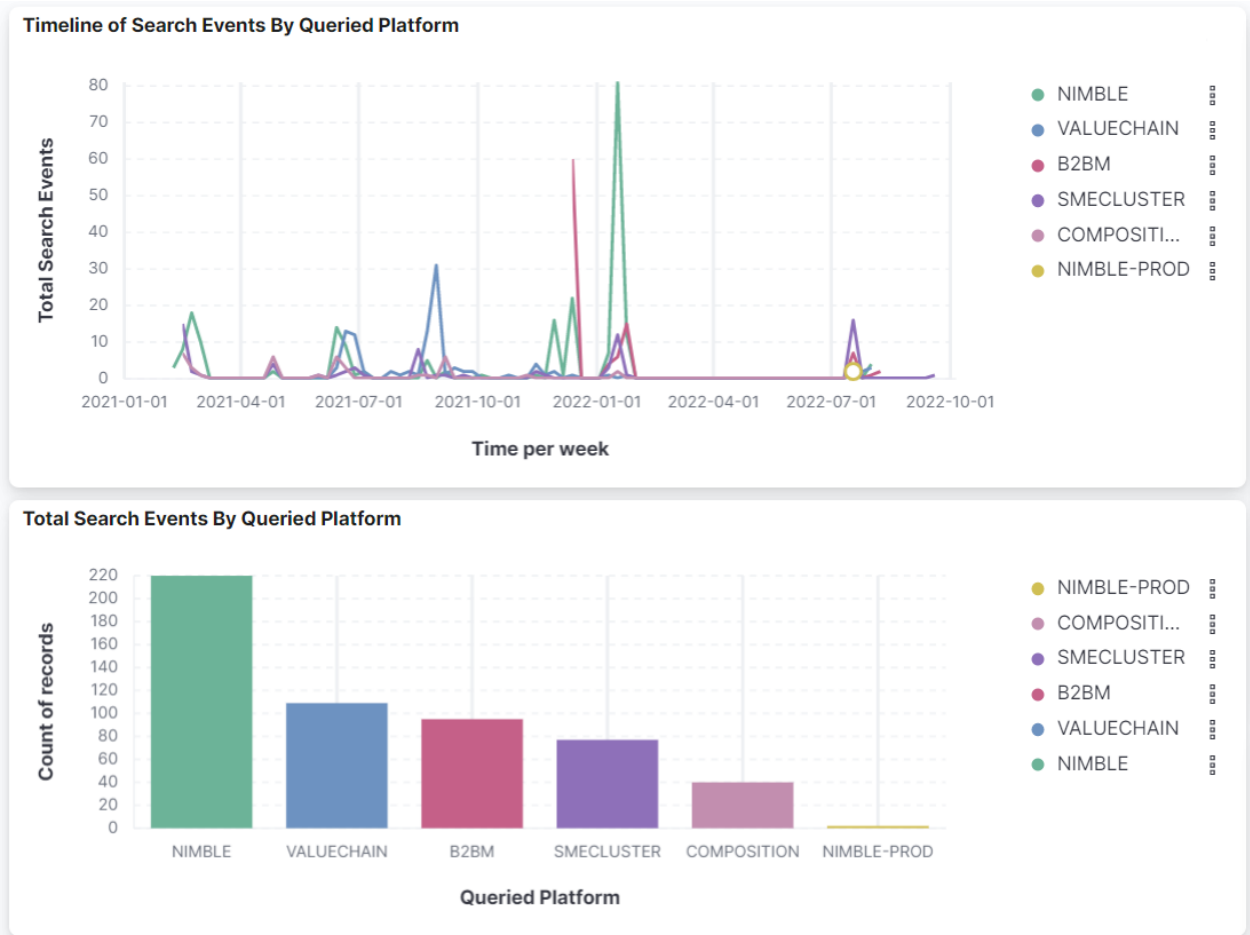 Timeline of Search Events By Queried Platform
Total Search Events
80
70
60
50
40
30
20
10
0
2021-01-01 2021-04-01 2021-07-01 2021-10-01 2022-01-01 2022-04-01 2022-07-01 2022-10-01
Time per week
NIMBLE
VALUECHAIN
B2BM
SMECLUSTER
COMPOSITI...
NIMBLE-PROD
Total Search Events By Queried Platform
Count of records
220
200
180
160
140
120
100
80
60
40
20
0
NIMBLE VALUECHAIN B2BM SMECLUSTER COMPOSITION NIMBLE-PROD
Queried Platform
NIMBLE-PROD
COMPOSITI...
SMECLUSTER
B2BM
VALUECHAIN
NIMBLE